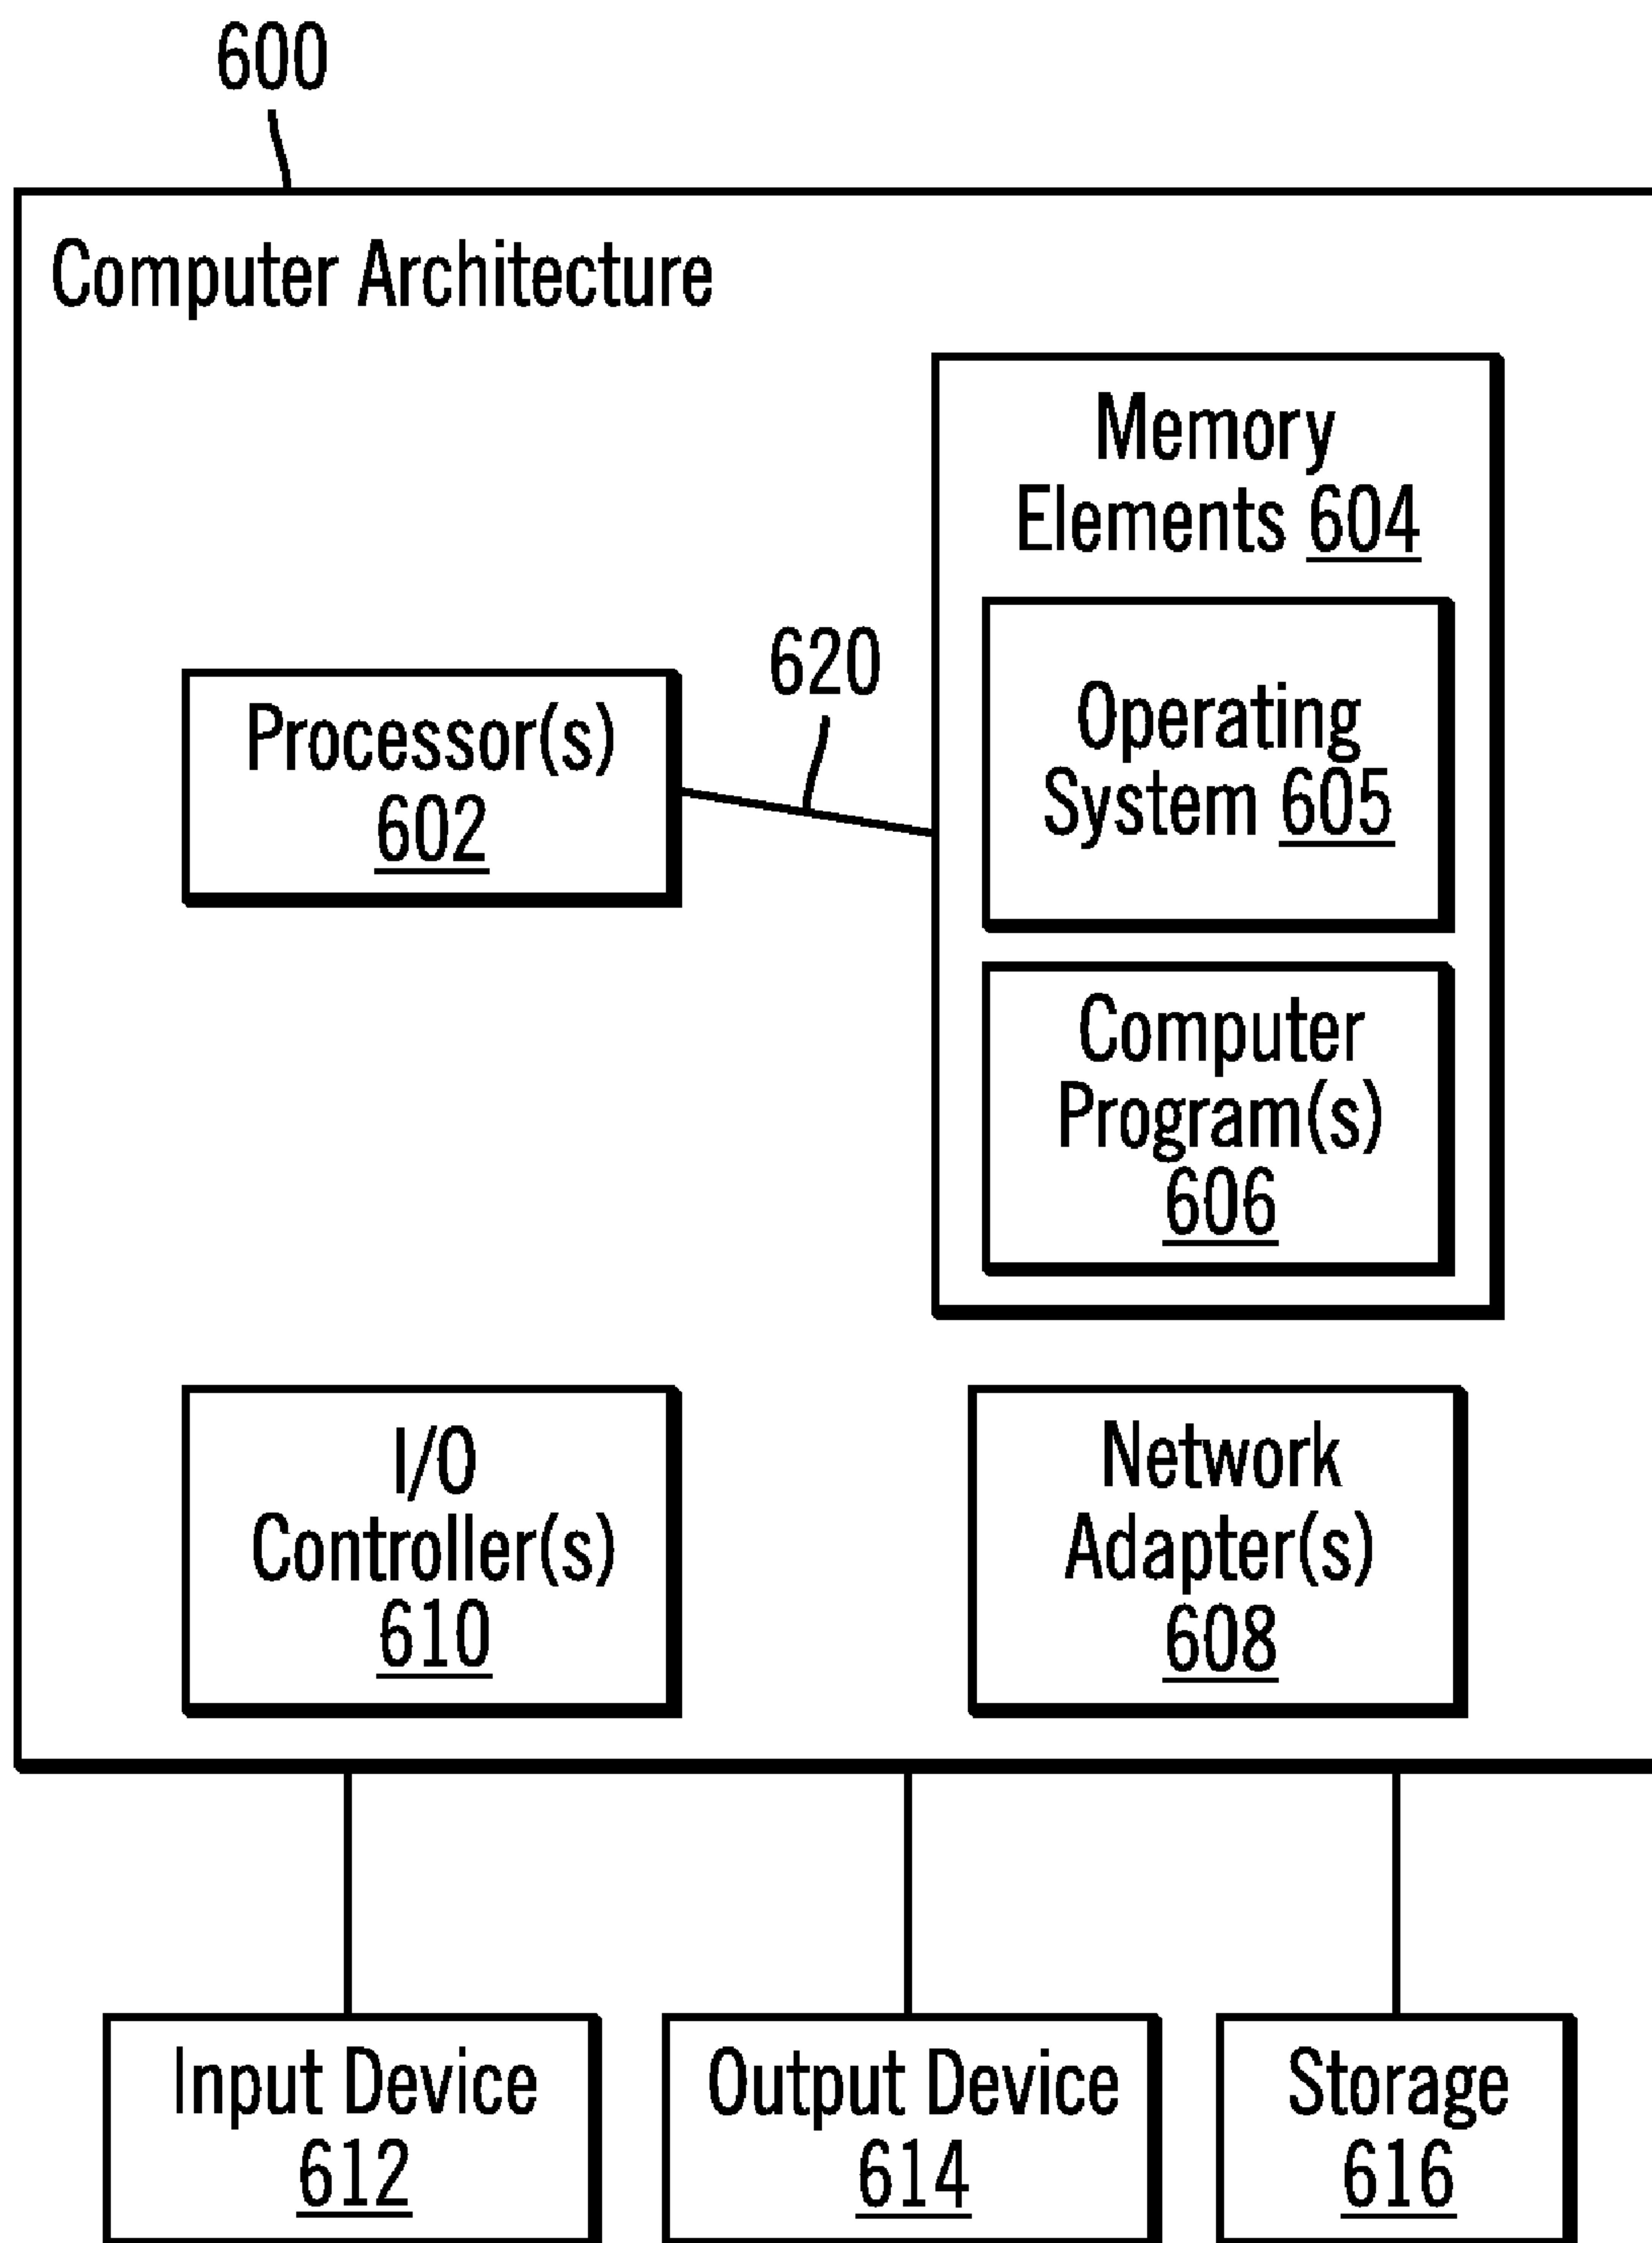 600
Computer Architecture
Memory
Elements 604
620
Operating
System 605
Processor(s)
602
Computer
Program(s)
606
I/O
Controller(s)
610
Network
Adapter(s)
608
Input Device
612
Output Device
614
Storage
616